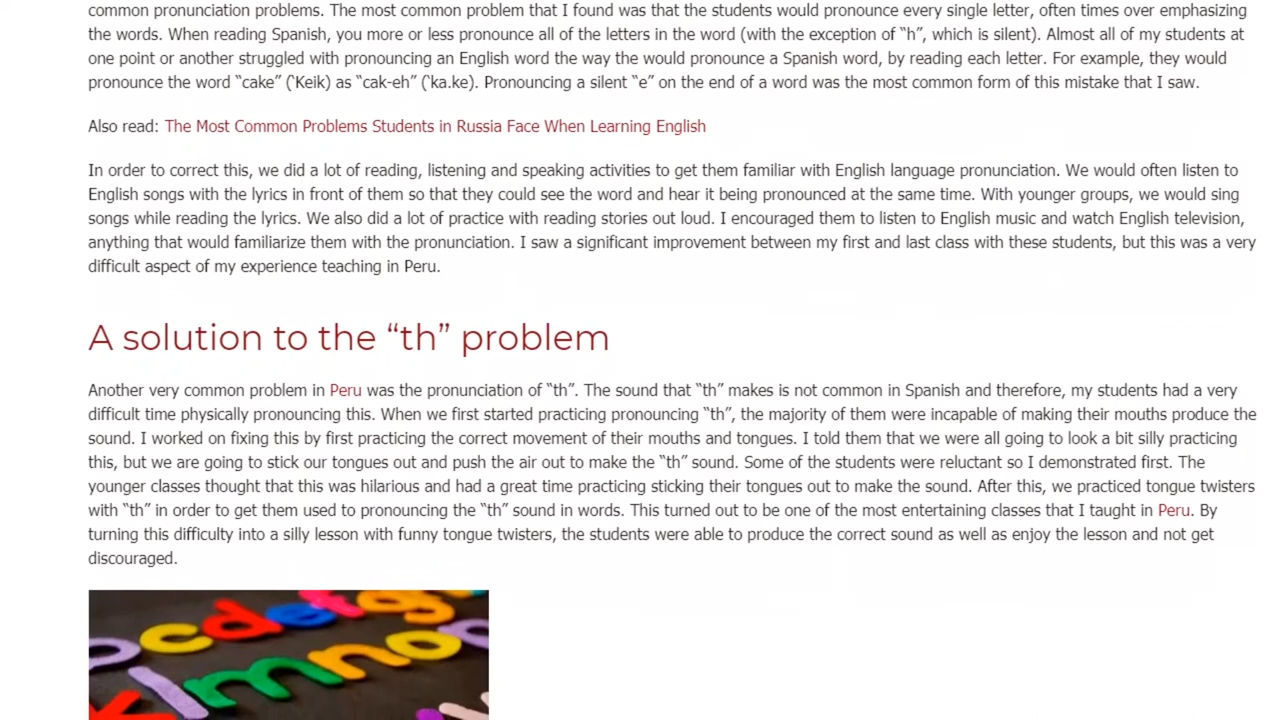 common pronunciation problems. The most common problem that I found was that the students would pronounce every single letter, often times over emphasizing
the words. When reading Spanish, you more or less pronounce all of the letters in the word (with the exception of “h”, which is silent). Almost all of my students at
one point or another struggled with pronouncing an English word the way the would pronounce a Spanish word, by reading each letter. For example, they would
pronounce the word “cake” (‘Keik) as “cak-eh” (‘ka.ke). Pronouncing a silent “e” on the end of a word was the most common form of this mistake that I saw.
Also read: The Most Common Problems Students in Russia Face When Learning English
In order to correct this, we did a lot of reading, listening and speaking activities to get them familiar with English language pronunciation. We would often listen to
English songs with the lyrics in front of them so that they could see the word and hear it being pronounced at the same time. With younger groups, we would sing
songs while reading the lyrics. We also did a lot of practice with reading stories out loud. I encouraged them to listen to English music and watch English television,
anything that would familiarize them with the pronunciation. I saw a significant improvement between my first and last class with these students, but this was a very
difficult aspect of my experience teaching in Peru.
A solution to the “th” problem
Another very common problem in Peru was the pronunciation of “th”. The sound that “th” makes is not common in Spanish and therefore, my students had a very
difficult time physically pronouncing this. When we first started practicing pronouncing “th”, the majority of them were incapable of making their mouths produce the
sound. I worked on fixing this by first practicing the correct movement of their mouths and tongues. I told them that we were all going to look a bit silly practicing
this, but we are going to stick our tongues out and push the air out to make the “th” sound. Some of the students were reluctant so I demonstrated first. The
younger classes thought that this was hilarious and had a great time practicing sticking their tongues out to make the sound. After this, we practiced tongue twisters
with “th” in order to get them used to pronouncing the “th” sound in words. This turned out to be one of the most entertaining classes that I taught in Peru. By
turning this difficulty into a silly lesson with funny tongue twisters, the students were able to produce the correct sound as well as enjoy the lesson and not get
discouraged.
c d e f g
k l m n o